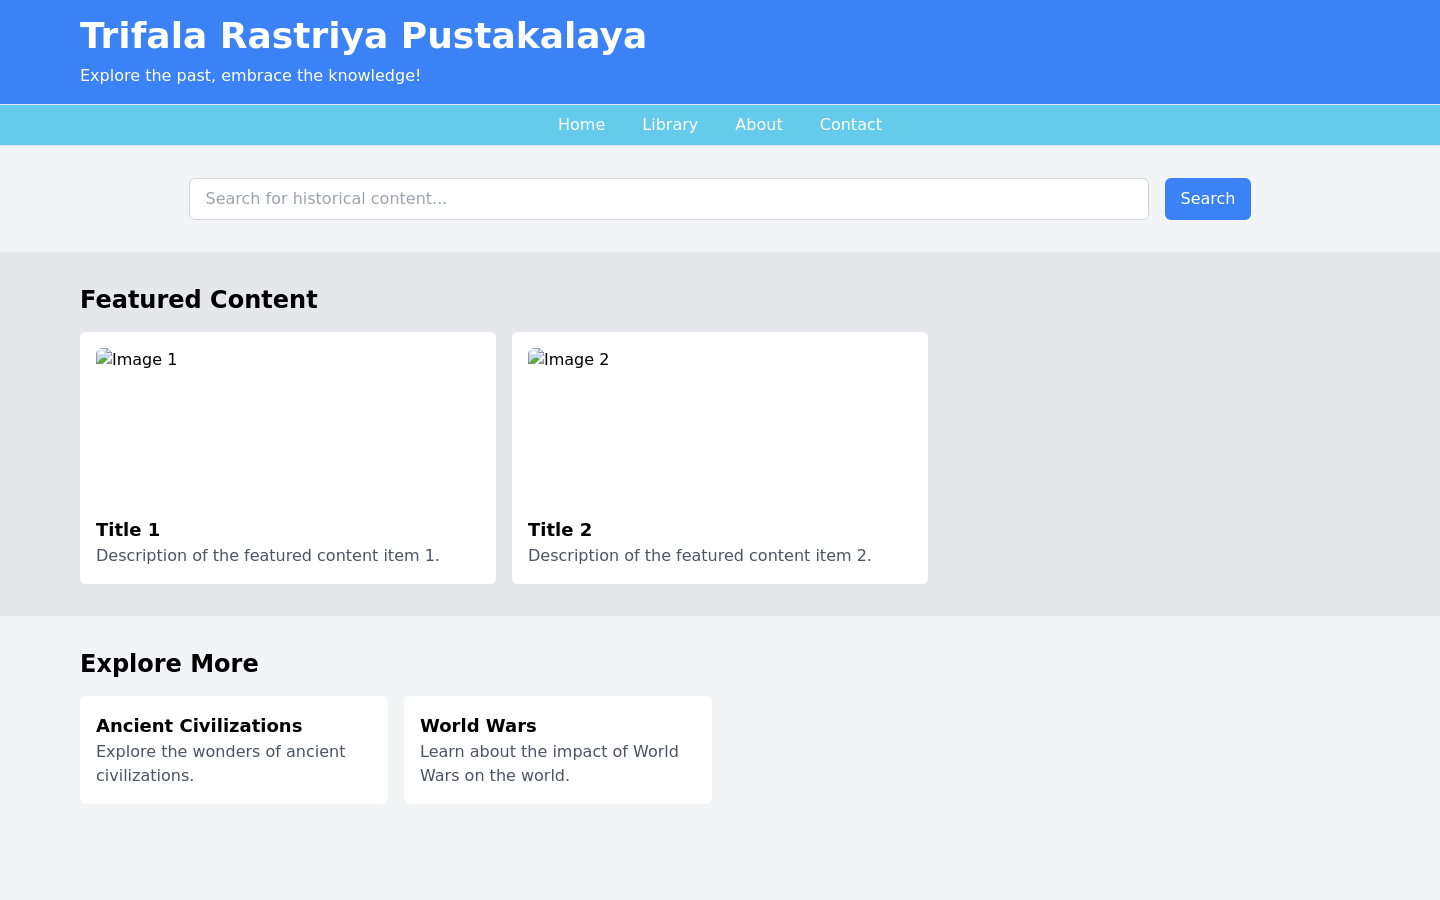 Trifala Rastriya Pustakalaya
Explore the past, embrace the knowledge!
Home Library About Contact
Search for historical content...
Search
Featured Content
Image 1
Title 1
Description of the featured content item 1.
Image 2
Title 2
Description of the featured content item 2.
Explore More
Ancient Civilizations
Explore the wonders of ancient
civilizations.
World Wars
Learn about the impact of World
Wars on the world.